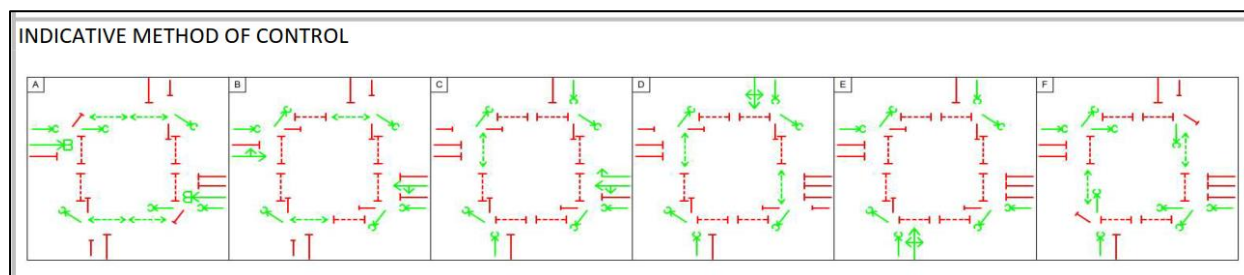 INDICATIVE METHOD OF CONTROL
A B C D E F